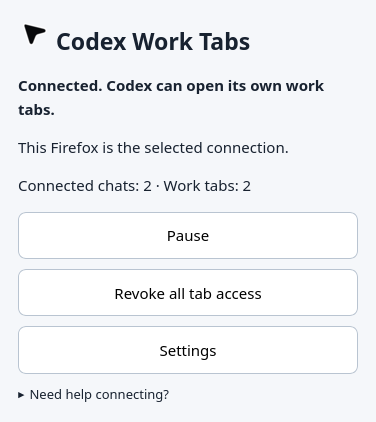 Codex Work Tabs
Connected. Codex can open its own work
tabs.
This Firefox is the selected connection.
Connected chats: 2 · Work tabs: 2
Pause
Revoke all tab access
Settings
▸ Need help connecting?